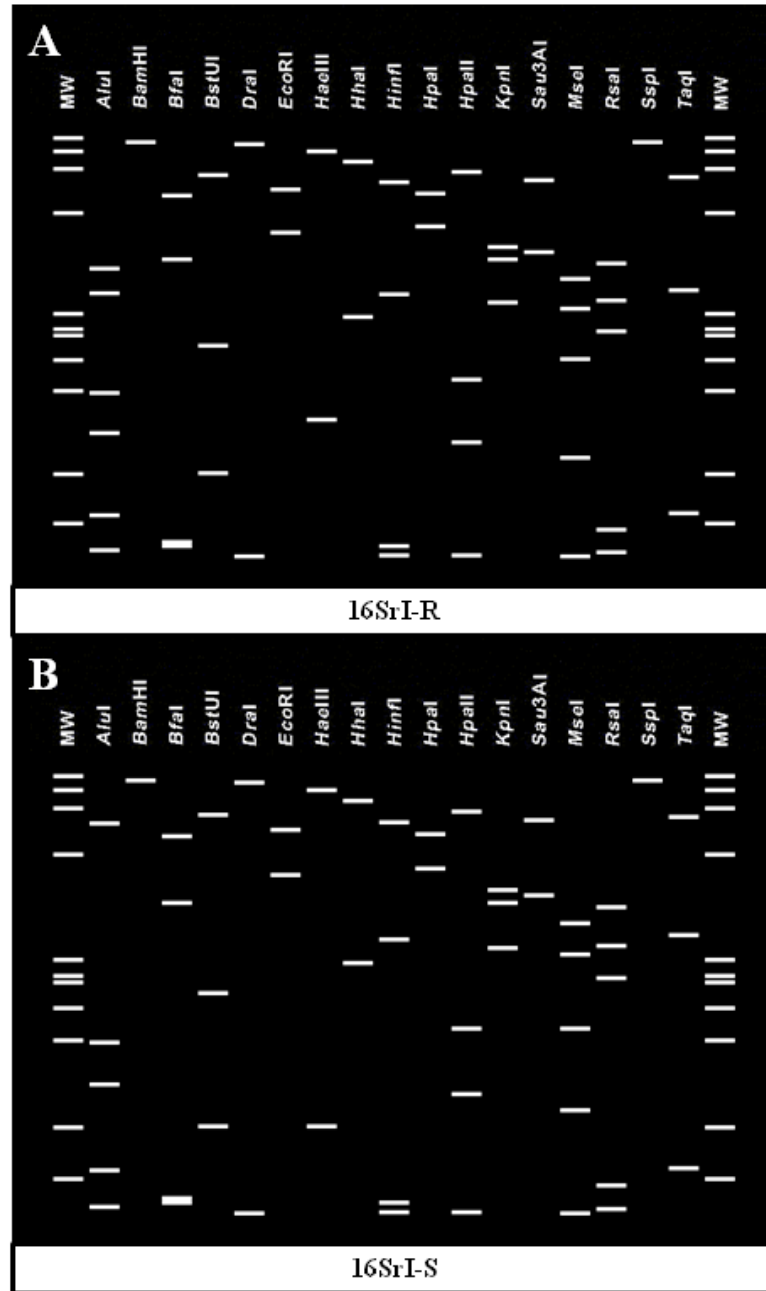 A
MW AluI BamHI BfaI BstUI DraI EcoRI HaeIII HhaI HinfI HpaI HpaII KpnI Sau3AI MseI RsaI SspI TaqI MW
16SrI-R
B
MW AluI BamHI BfaI BstUI DraI EcoRI HaeIII HhaI HinfI HpaI HpaII KpnI Sau3AI MseI RsaI SspI TaqI MW
16SrI-S